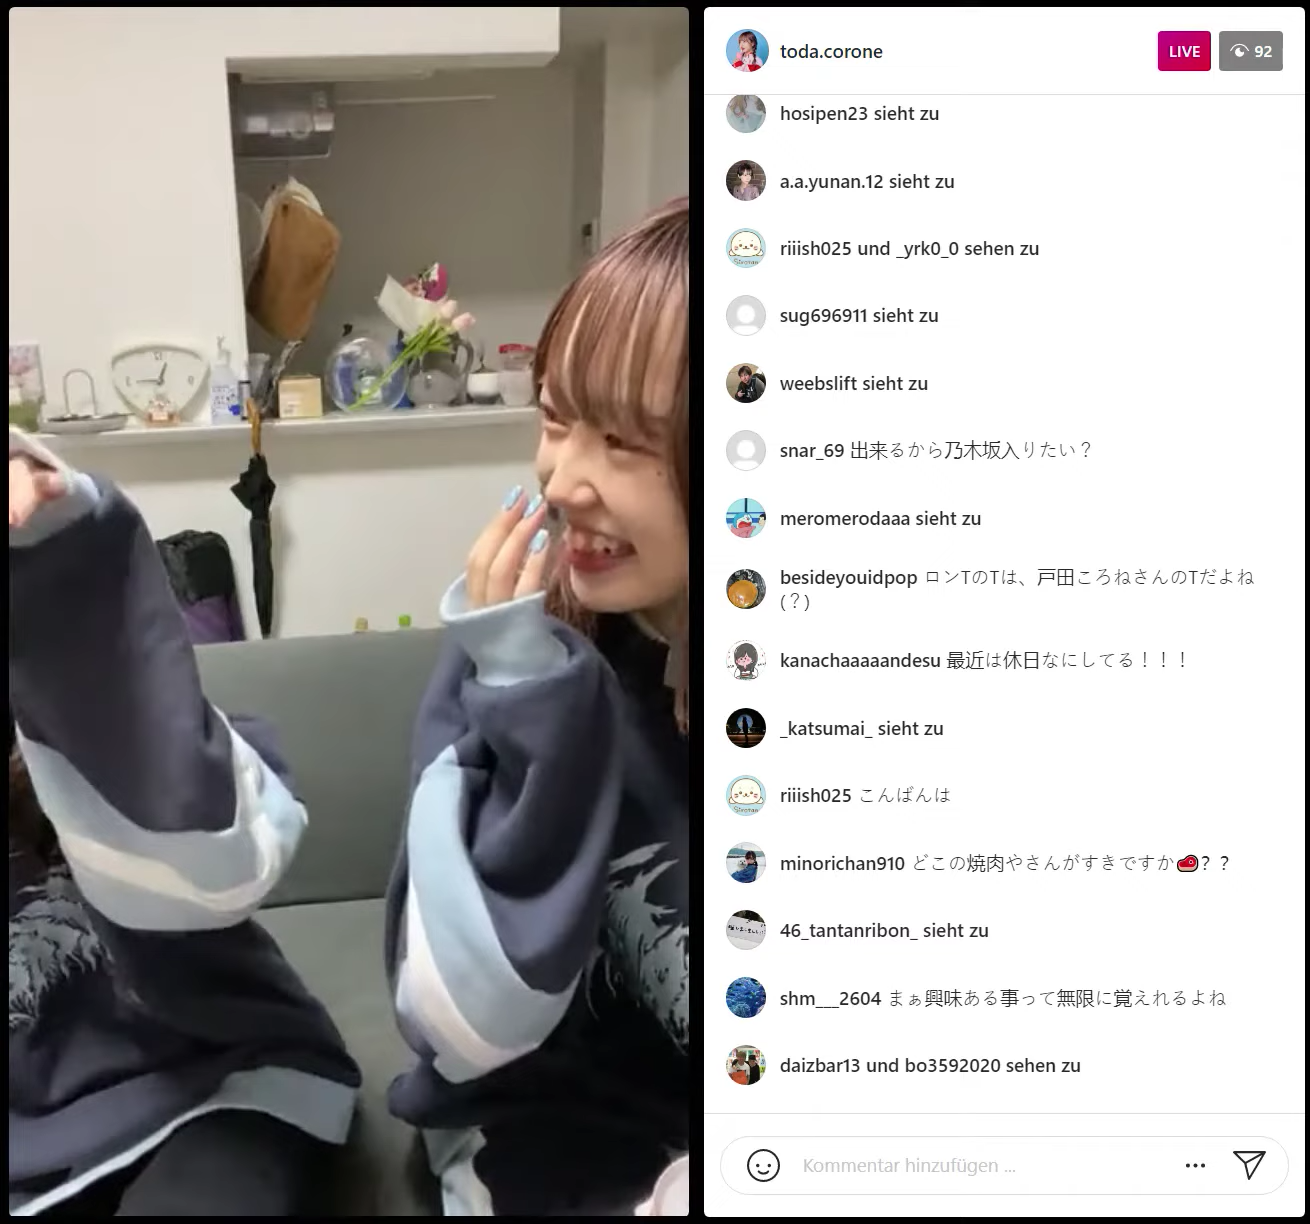 toda.corone
LIVE
92
hosipen23 sieht zu
a.a.yunan.12 sieht zu
riiish025 und _yrk0_0 sehen zu
sug696911 sieht zu
weebslift sieht zu
snar_69 出来るから乃木坂入りたい？
meromerodaaa sieht zu
besideyouidpop ロンTのTは、戸田ころねさんのTだよね
(？)
kanachaaaaandesu 最近は休日なにしてる！！！
_katsumai_ sieht zu
riiish025 こんばんは
minorichan910 どこの焼肉やさんがすきですか🥩？？
46_tantanribon_ sieht zu
shm___2604 まぁ興味ある事って無限に覚えれるよね
daizbar13 und bo3592020 sehen zu
Kommentar hinzufügen ...